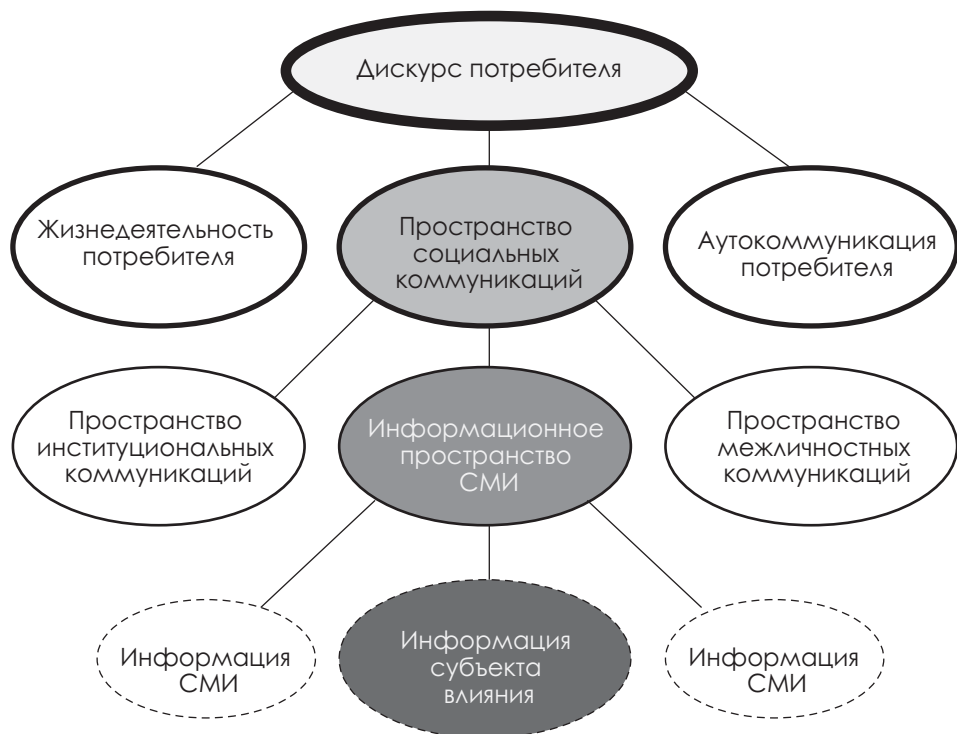 Дискурс потребителя
Жизнедеятельность
потребителя
Пространство
социальных
коммуникаций
Аутокоммуникация
потребителя
Пространство
институциональных
коммуникаций
Информационное
пространство
СМИ
Пространство
межличностных
коммуникаций
Информация
СМИ
Информация
субъекта
влияния
Информация
СМИ